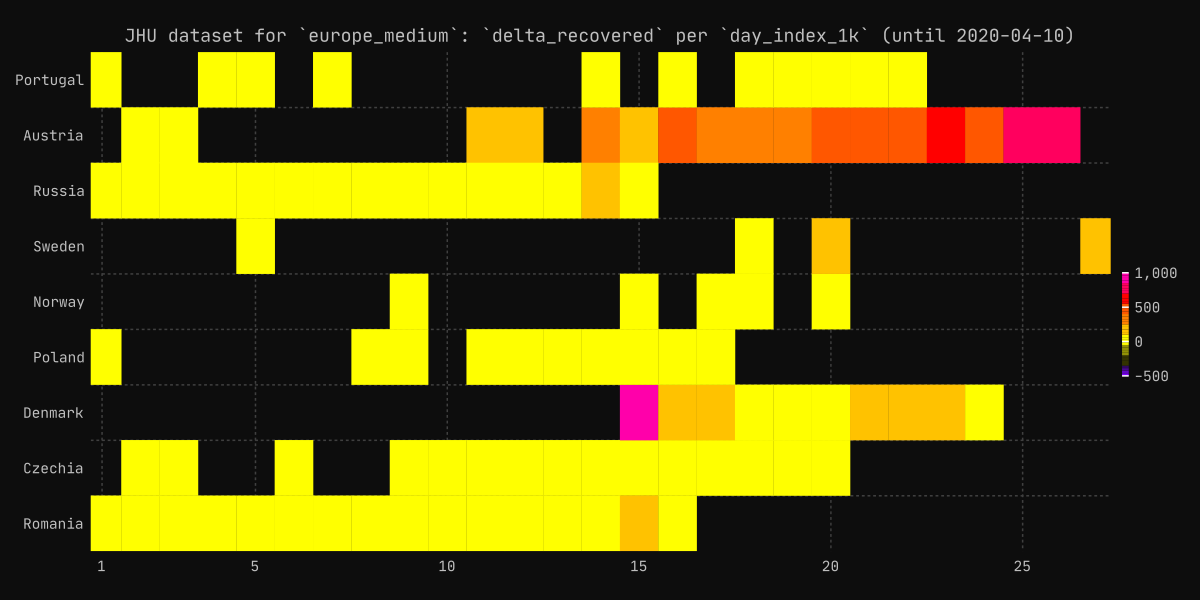 JHU dataset for `europe_medium`: `delta_recovered` per `day_index_1k` (until 2020-04-10)
Portugal
Austria
Russia
Sweden
Norway
Poland
Denmark
Czechia
Romania
1,000
500
0
-500
1 5 10 15 20 25